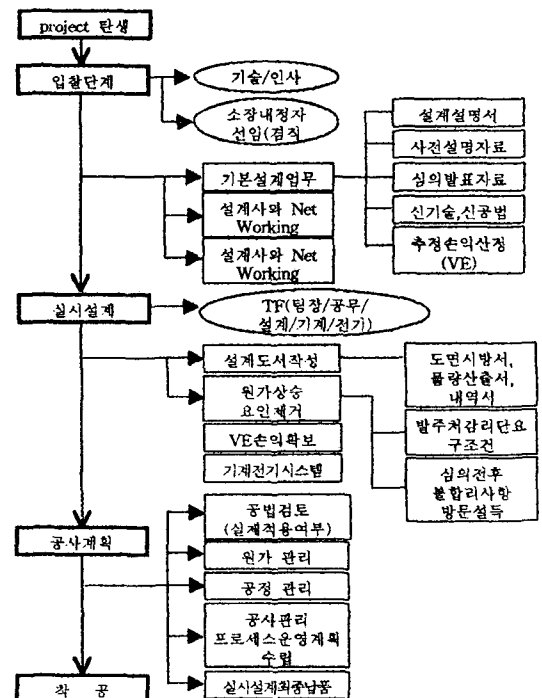 project 탄생
입찰단계
기술/인사
소장내정자
선임(겸직
기본설계업무
설계사와 Net
Working
설계사와 Net
Working
설계설명서
사전설명자료
심의발표자료
신기술,신공법
추정손익산정
(VE)
실시설계
TF(팀장/공무/
설계/기계/전기)
설계도서작성
원가상승
요인제거
VE손익확보
기계전기시스템
도면시방서,
물량산출서,
내역서
발주처감리단요
구조건
심의전후
불합리사항
방문설득
공사계획
공법검토
(실제적용여부)
원가 관리
공정 관리
공사관리
프로세스운영계획
수립
실시설계최종납품
착 공